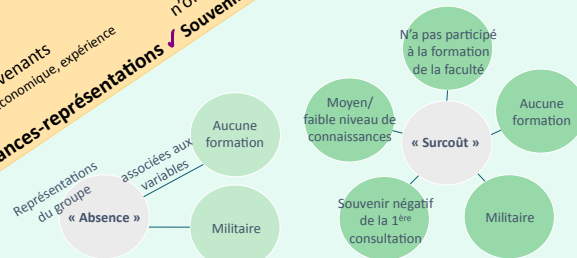 n'o
venants
économique, expérience
ances-représentations
Souveni
Représentations
du groupe
associées aux
variables
« Absence »
Aucune
formation
Militaire
N'a pas participé
à la formation
de la faculté
Moyen/
faible niveau de
connaissances
Aucune
formation
« Surcoût »
Souvenir négatif
de la 1ère
consultation
Militaire